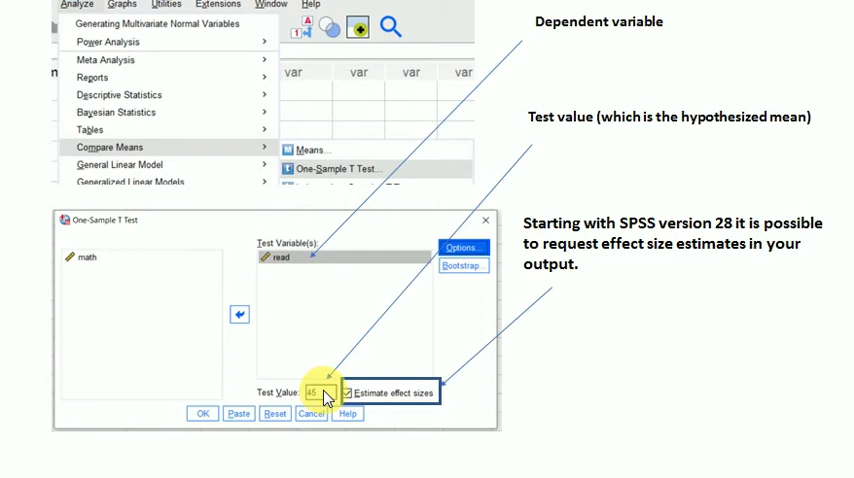 Analyze Graphs Utilities Extensions Window Help
Generating Multivariate Normal Variables
Power Analysis
Meta Analysis
Reports
Descriptive Statistics
Bayesian Statistics
Tables
Compare Means
General Linear Model
Generalized Linear Models
var var var var
Means...
One-Sample T Test...
Dependent variable
Test value (which is the hypothesized mean)
Starting with SPSS version 28 it is possible
to request effect size estimates in your
output.
One-Sample T Test
math
Test Variable(s):
read
Options...
Bootstrap...
Test Value: 45
Estimate effect sizes
OK Paste Reset Cancel Help